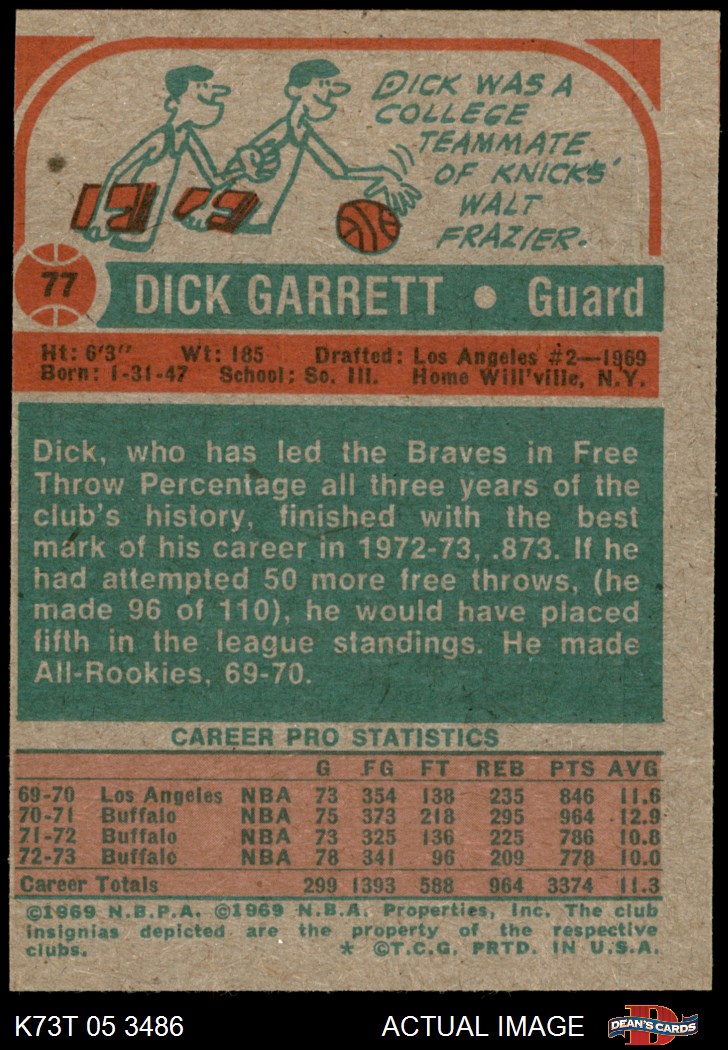 DICK WAS A
COLLEGE
TEAMMATE
OF KNICKS'
WALT
FRAZIER.
77
DICK GARRETT • Guard
Ht: 6'3" Wt: 185 Drafted: Los Angeles #2—1969
Born: 1-31-47 School: So. Ill. Home Will'ville, N.Y.
Dick, who has led the Braves in Free
Throw Percentage all three years of the
club's history, finished with the best
mark of his career in 1972-73, .873. If he
had attempted 50 more free throws, (he
made 96 of 110), he would have placed
fifth in the league standings. He made
All-Rookies, 69-70.
CAREER PRO STATISTICS
G FG FT REB PTS AVG
69-70 Los Angeles NBA 73 354 138 235 846 11.6
70-71 Buffalo NBA 75 373 218 295 964 12.9
71-72 Buffalo NBA 73 325 136 225 786 10.8
72-73 Buffalo NBA 78 341 96 209 778 10.0
Career Totals 299 1393 588 964 3374 11.3
©1969 N.B.P.A. ©1969 N.B.A. Properties, Inc. The club
insignias depicted are the property of the respective
clubs. * ©T.C.G. PRTD. IN U.S.A.
K73T 05 3486 ACTUAL IMAGE DEAN'S CARDS